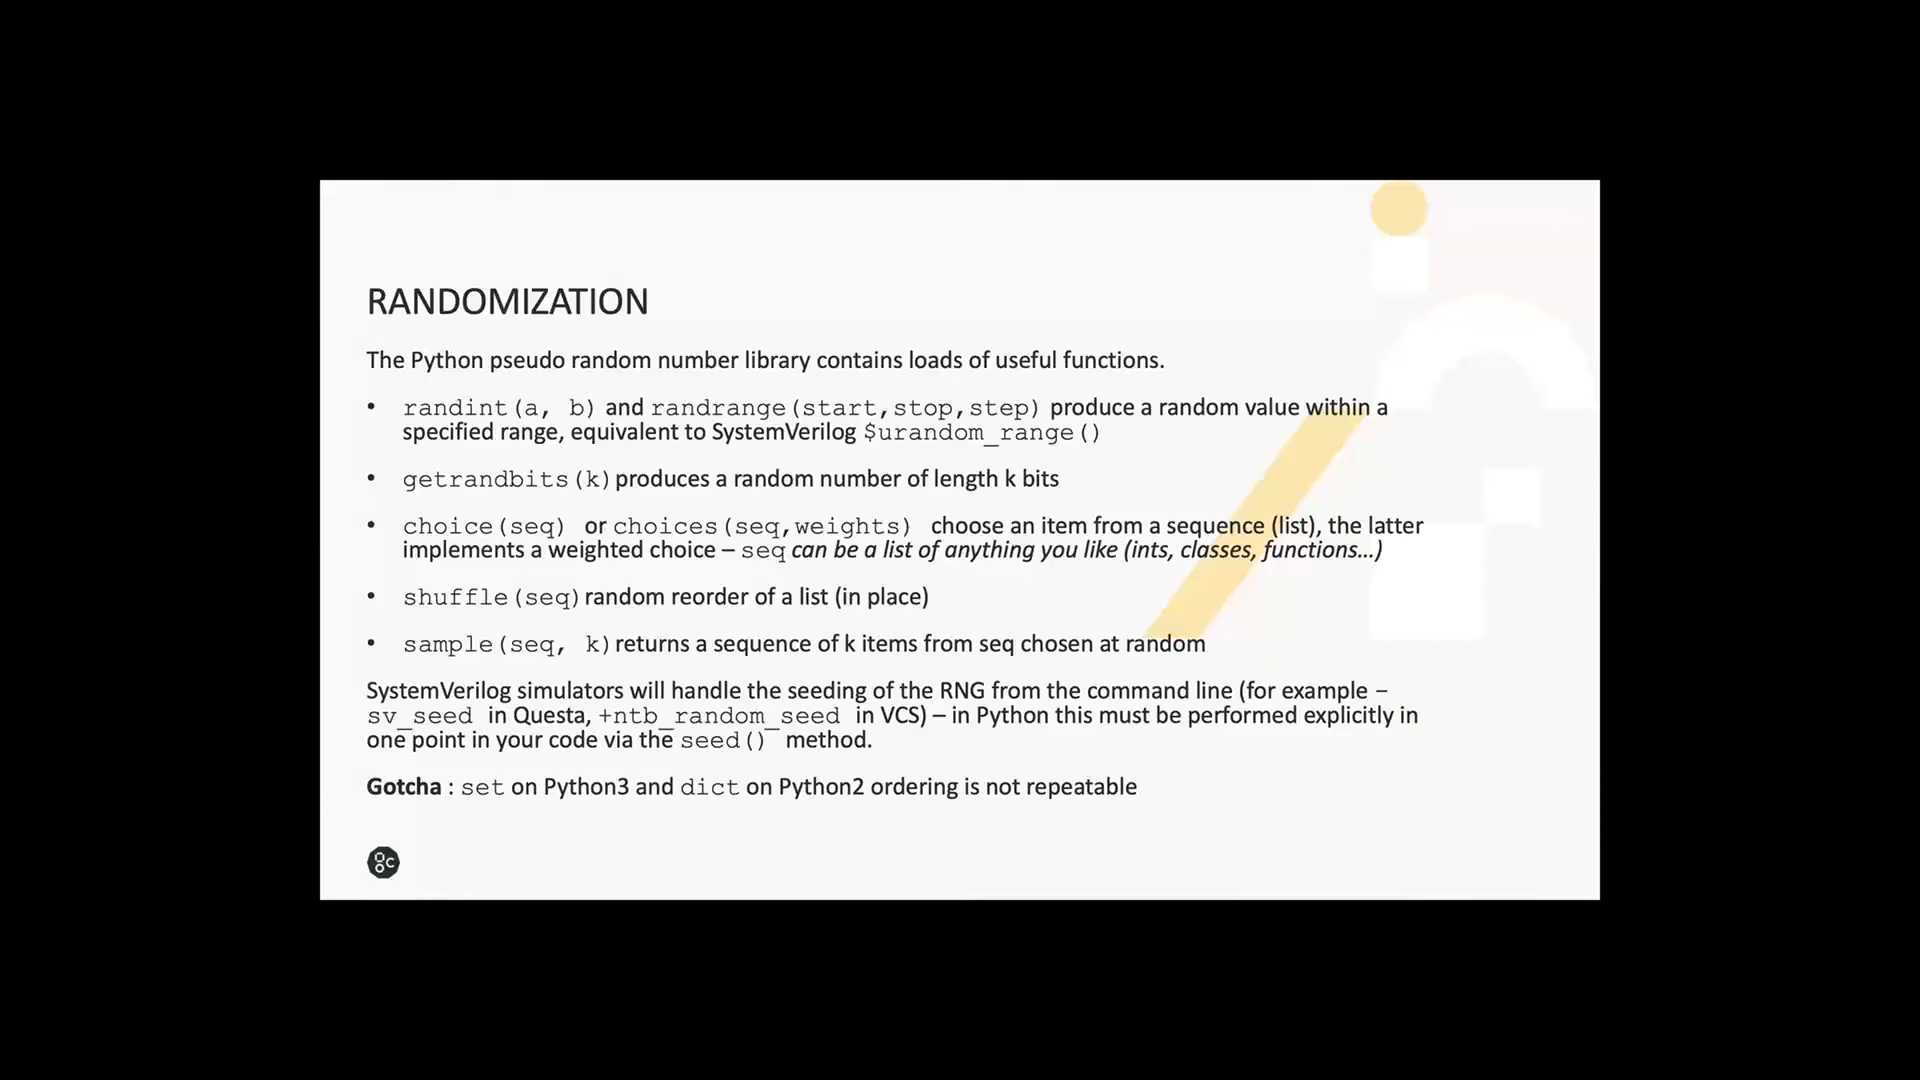 RANDOMIZATION
The Python pseudo random number library contains loads of useful functions.
• randint(a, b) and randrange(start,stop,step) produce a random value within a
specified range, equivalent to SystemVerilog $urandom_range()
• getrandbits(k) produces a random number of length k bits
• choice(seq) or choices(seq,weights) choose an item from a sequence (list), the latter
implements a weighted choice – seq can be a list of anything you like (ints, classes, functions…)
• shuffle(seq) random reorder of a list (in place)
• sample(seq, k) returns a sequence of k items from seq chosen at random
SystemVerilog simulators will handle the seeding of the RNG from the command line (for example –
sv_seed in Questa, +ntb_random_seed in VCS) – in Python this must be performed explicitly in
one point in your code via the seed() method.
Gotcha : set on Python3 and dict on Python2 ordering is not repeatable